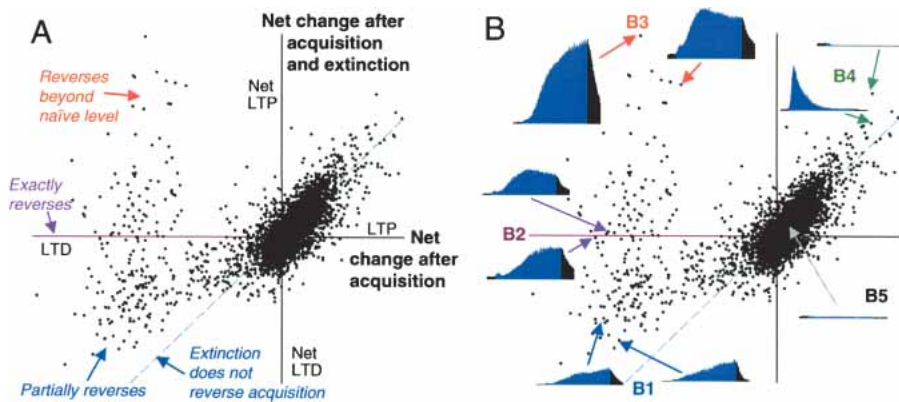 A
Net change after
acquisition
and extinction
Reverses
beyond
naïve level
Net
LTP
Exactly
reverses
LTD
LTP
Net
change after
acquisition
Extinction
does not
reverse acquisition
Net
LTD
Partially reverses
B
B3
B4
B2
B5
B1